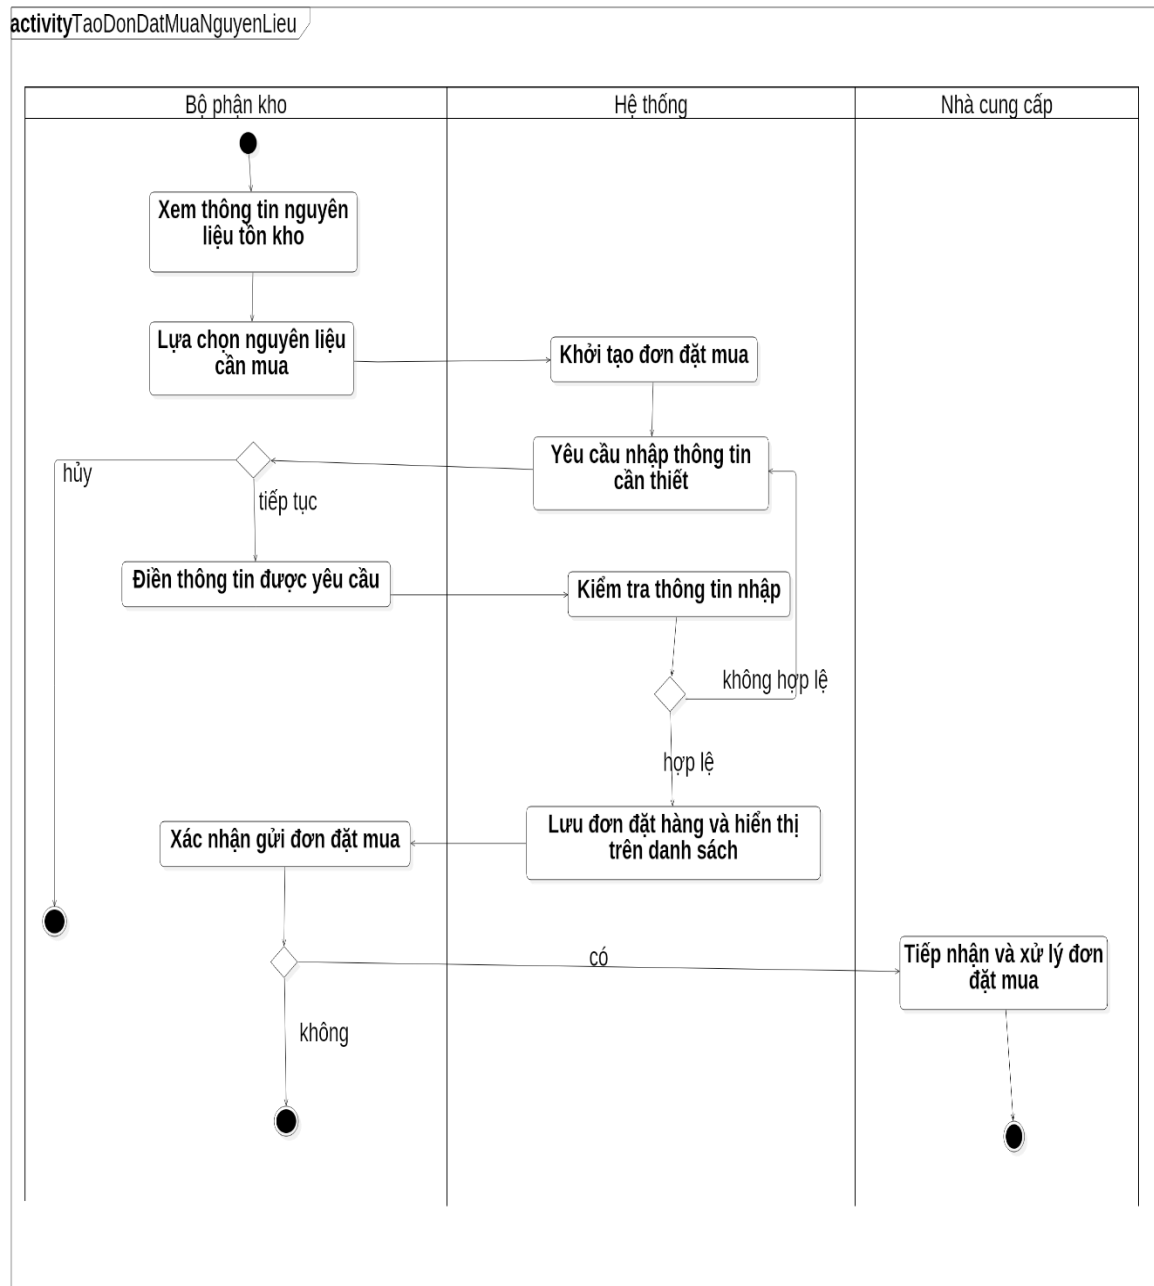 activityTaoDonDatMuaNguyenLieu
Bộ phận kho
Hệ thống
Nhà cung cấp
Xem thông tin nguyên
liệu tồn kho
Lựa chọn nguyên liệu
cần mua
Khởi tạo đơn đặt mua
Yêu cầu nhập thông tin
cần thiết
hủy
tiếp tục
Điền thông tin được yêu cầu
Kiểm tra thông tin nhập
không hợp lệ
hợp lệ
Lưu đơn đặt hàng và hiển thị
trên danh sách
Xác nhận gửi đơn đặt mua
có
Tiếp nhận và xử lý đơn
đặt mua
không